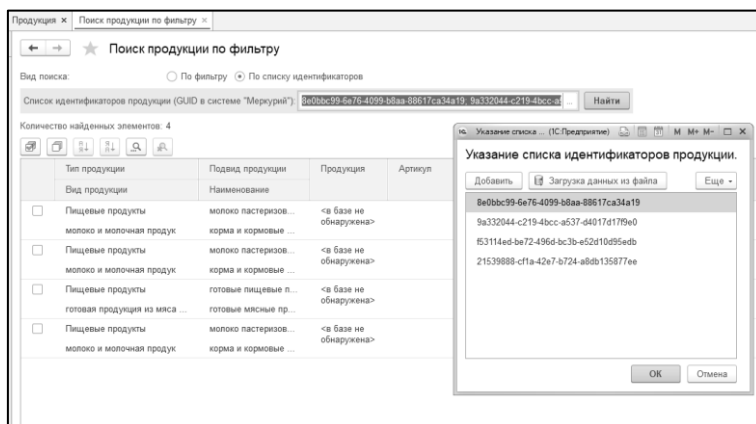 Продукция ×
Поиск продукции по фильтру ×
Поиск продукции по фильтру
Вид поиска:
По фильтру
По списку идентификаторов
Список идентификаторов продукции (GUID в системе "Меркурий"):
8e0bbc99-6e76-4099-b8aa-88617ca34a19; 9a332044-c219-4bcc-a5
...
Найти
Количество найденных элементов: 4
Тип продукции
Подвид продукции
Продукция
Артикул
Вид продукции
Наименование
Пищевые продукты
молоко пастеризов...
<в базе не
обнаружена>
молоко и молочная продук
корма и кормовые ...
Пищевые продукты
молоко пастеризов...
<в базе не
обнаружена>
молоко и молочная продук
корма и кормовые ...
Пищевые продукты
готовые пищевые п...
<в базе не
обнаружена>
готовая продукция из мяса ...
готовые мясные пр...
Пищевые продукты
молоко пастеризов...
<в базе не
обнаружена>
молоко и молочная продук
корма и кормовые ...
Указание списка ... (1С:Предприятие)
M M+ M-
Указание списка идентификаторов продукции.
Добавить
Загрузка данных из файла
Еще
8e0bbc99-6e76-4099-b8aa-88617ca34a19
9a332044-c219-4bcc-a537-d4017d17f9e0
f53114ed-be72-496d-bc3b-e52d10d95edb
21539888-cf1a-42e7-b724-a8db135877ee
ОК
Отмена